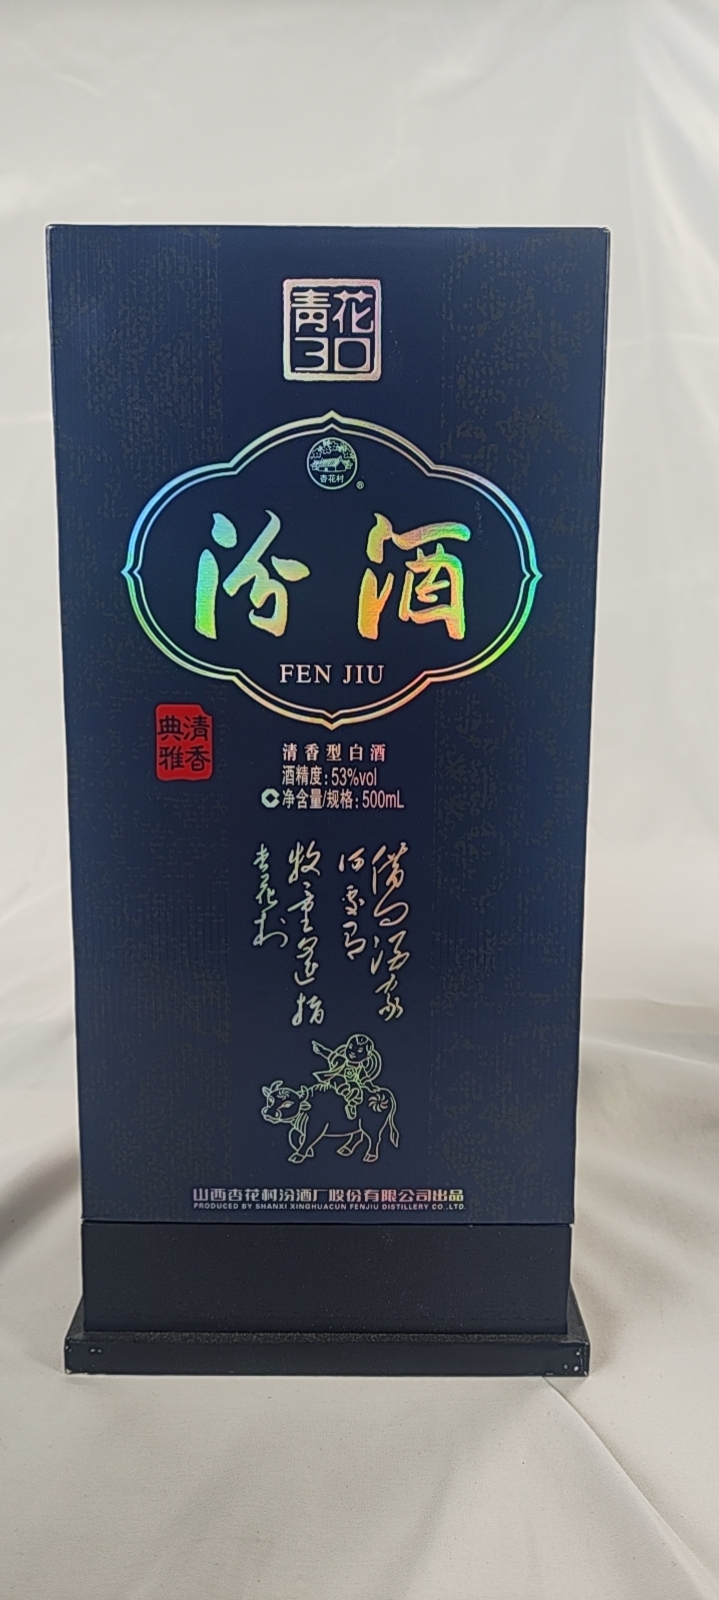 青花
30
杏花村
®
汾酒
FEN JIU
清香
典雅
清香型白酒
酒精度:53%vol
净含量/规格:500mL
借问酒家
何处有
牧童遥指
杏花村
山西杏花村汾酒厂股份有限公司出品
PRODUCED BY SHANXI XINGHUACUN FENJIU DISTILLERY CO.,LTD.